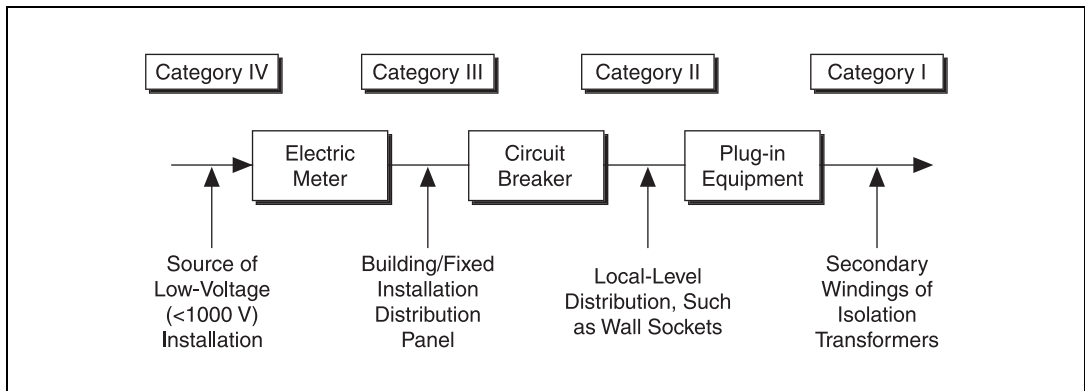 Category IV
Category III
Category II
Category I
Electric
Meter
Circuit
Breaker
Plug-in
Equipment
Source of
Low-Voltage
(<1000 V)
Installation
Building/Fixed
Installation
Distribution
Panel
Local-Level
Distribution, Such
as Wall Sockets
Secondary
Windings of
Isolation
Transformers